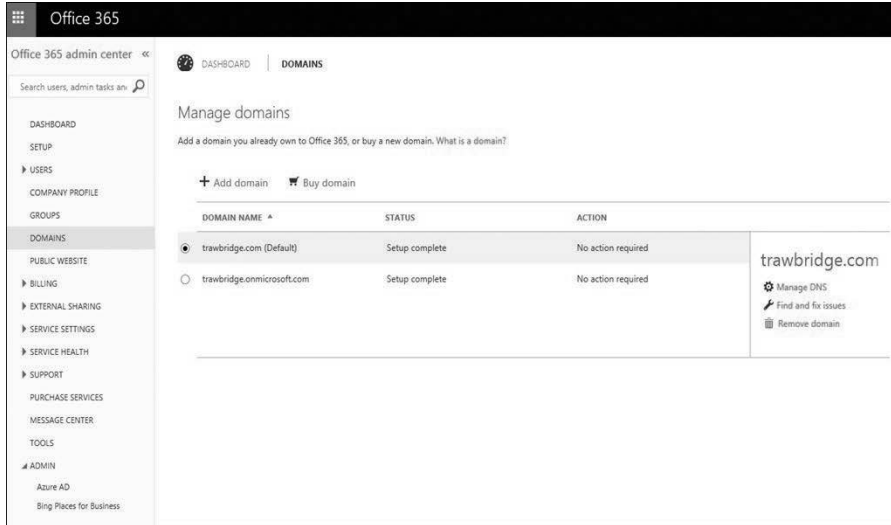 Office 365
Office 365 admin center «
Search users, admin tasks an
DASHBOARD
SETUP
USERS
COMPANY PROFILE
GROUPS
DOMAINS
PUBLIC WEBSITE
BILLING
EXTERNAL SHARING
SERVICE SETTINGS
SERVICE HEALTH
SUPPORT
PURCHASE SERVICES
MESSAGE CENTER
TOOLS
ADMIN
Azure AD
Bing Places for Business
DASHBOARD | DOMAINS
Manage domains
Add a domain you already own to Office 365, or buy a new domain. What is a domain?
+ Add domain Buy domain
DOMAIN NAME STATUS ACTION
trawbridge.com (Default) Setup complete No action required
trawbridge.onmicrosoft.com Setup complete No action required
trawbridge.com
Manage DNS
Find and fix issues
Remove domain